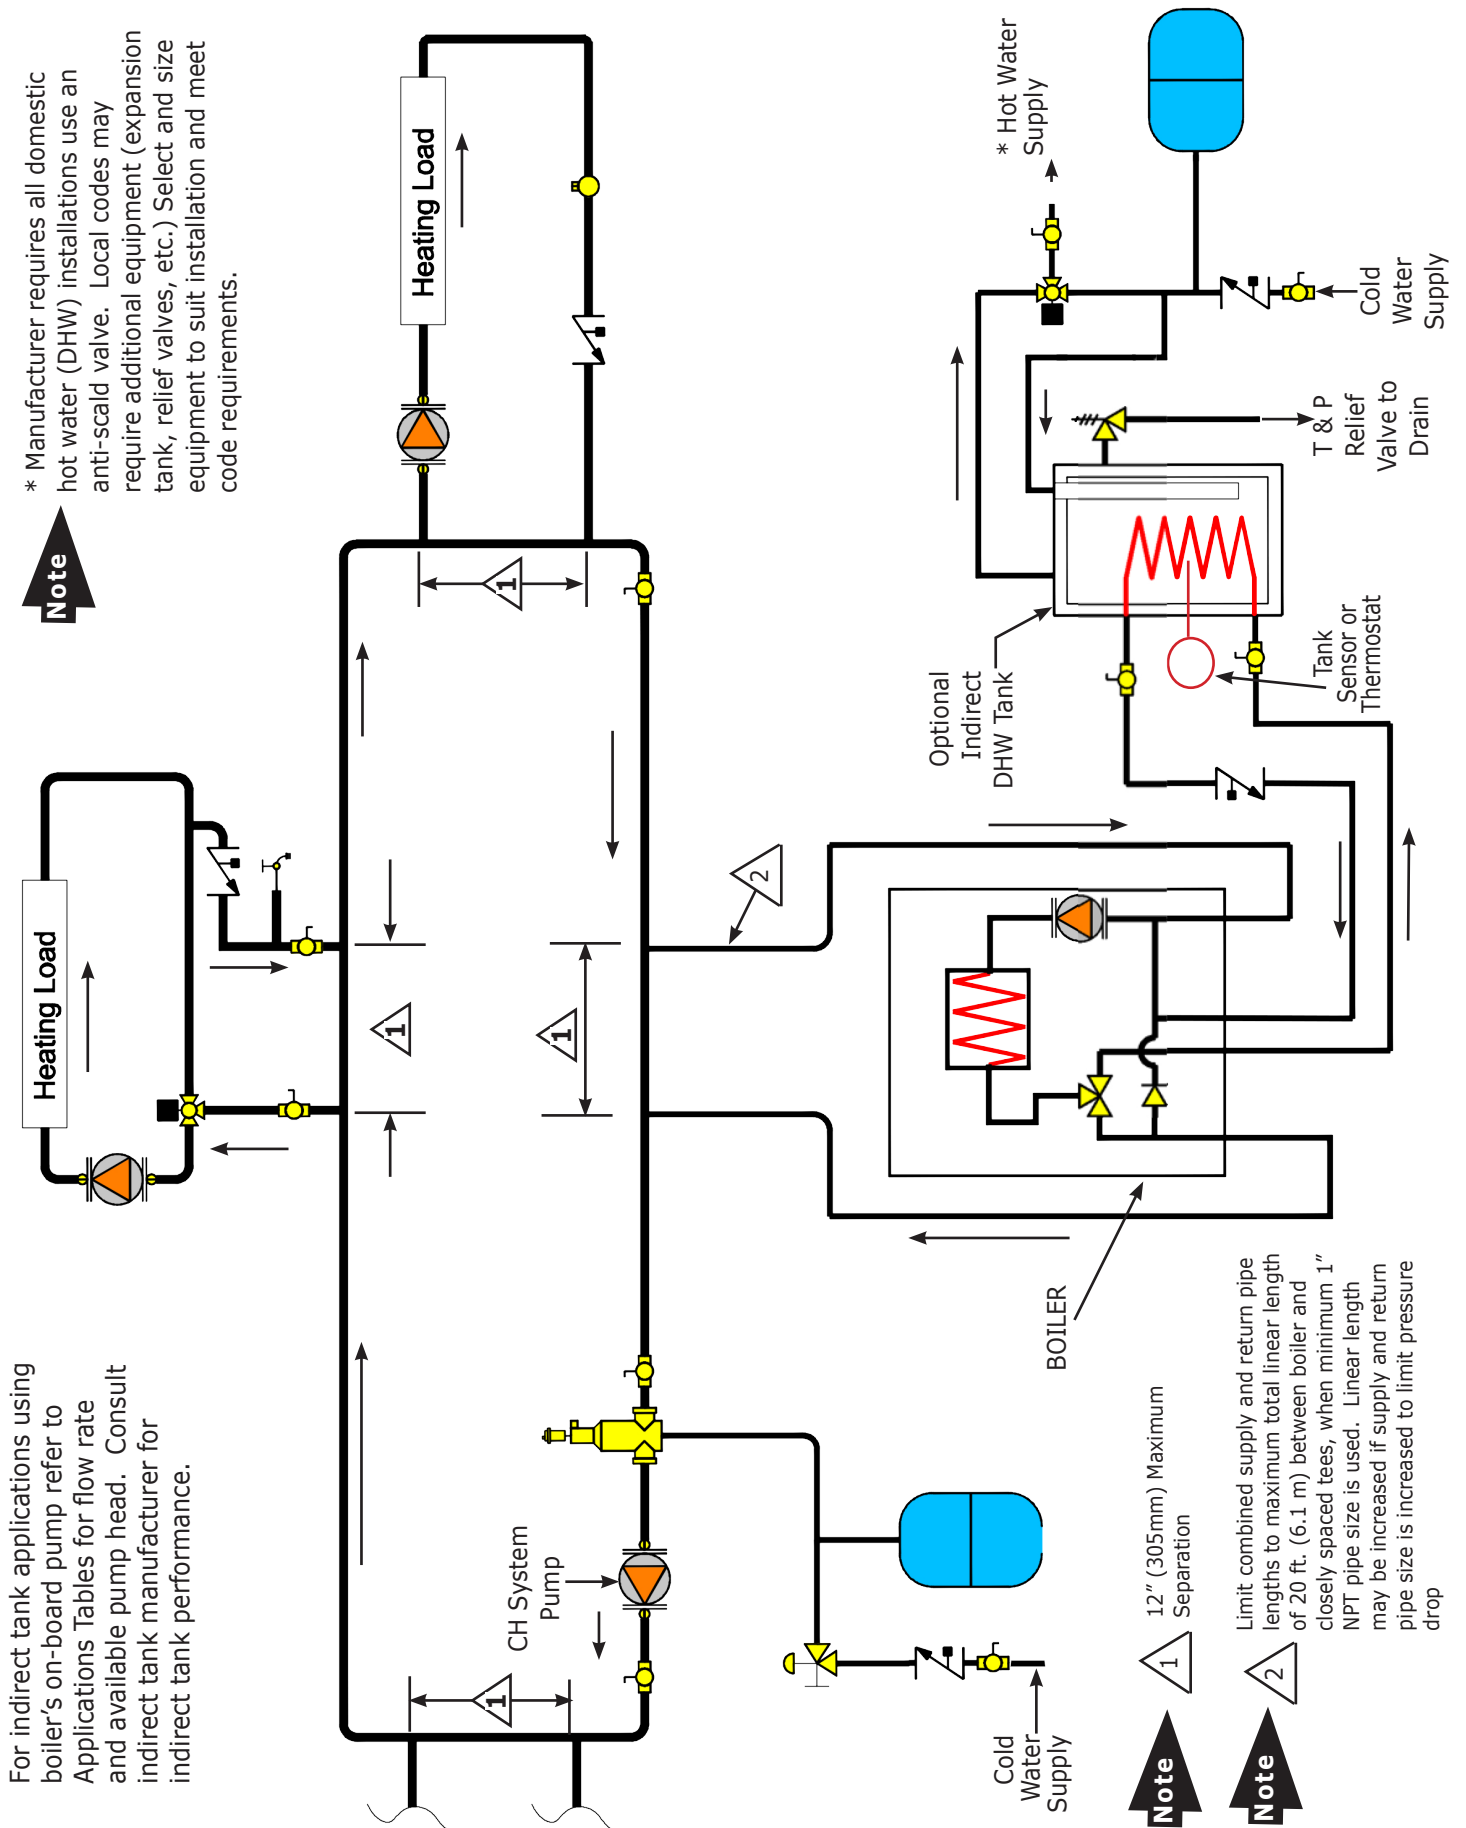 For indirect tank applications using
boiler's on-board pump refer to
Applications Tables for flow rate
and available pump head.  Consult
indirect tank manufacturer for
indirect tank performance.
Note
* Manufacturer requires all domestic
hot water (DHW) installations use an
anti-scald valve.  Local codes may
require additional equipment (expansion
tank, relief valves, etc.) Select and size
equipment to suit installation and meet
code requirements.
Heating Load
Heating Load
1
1
1
1
CH System
Pump
2
Optional
Indirect
DHW Tank
* Hot Water
Supply
Cold
Water
Supply
T & P
Relief
Valve to
Drain
Tank
Sensor or
Thermostat
BOILER
Cold
Water
Supply
Note
1
12" (305mm) Maximum
Separation
Note
2
Limit combined supply and return pipe
lengths to maximum total linear length
of 20 ft. (6.1 m) between boiler and
closely spaced tees, when minimum 1"
NPT pipe size is used.  Linear length
may be increased if supply and return
pipe size is increased to limit pressure
drop